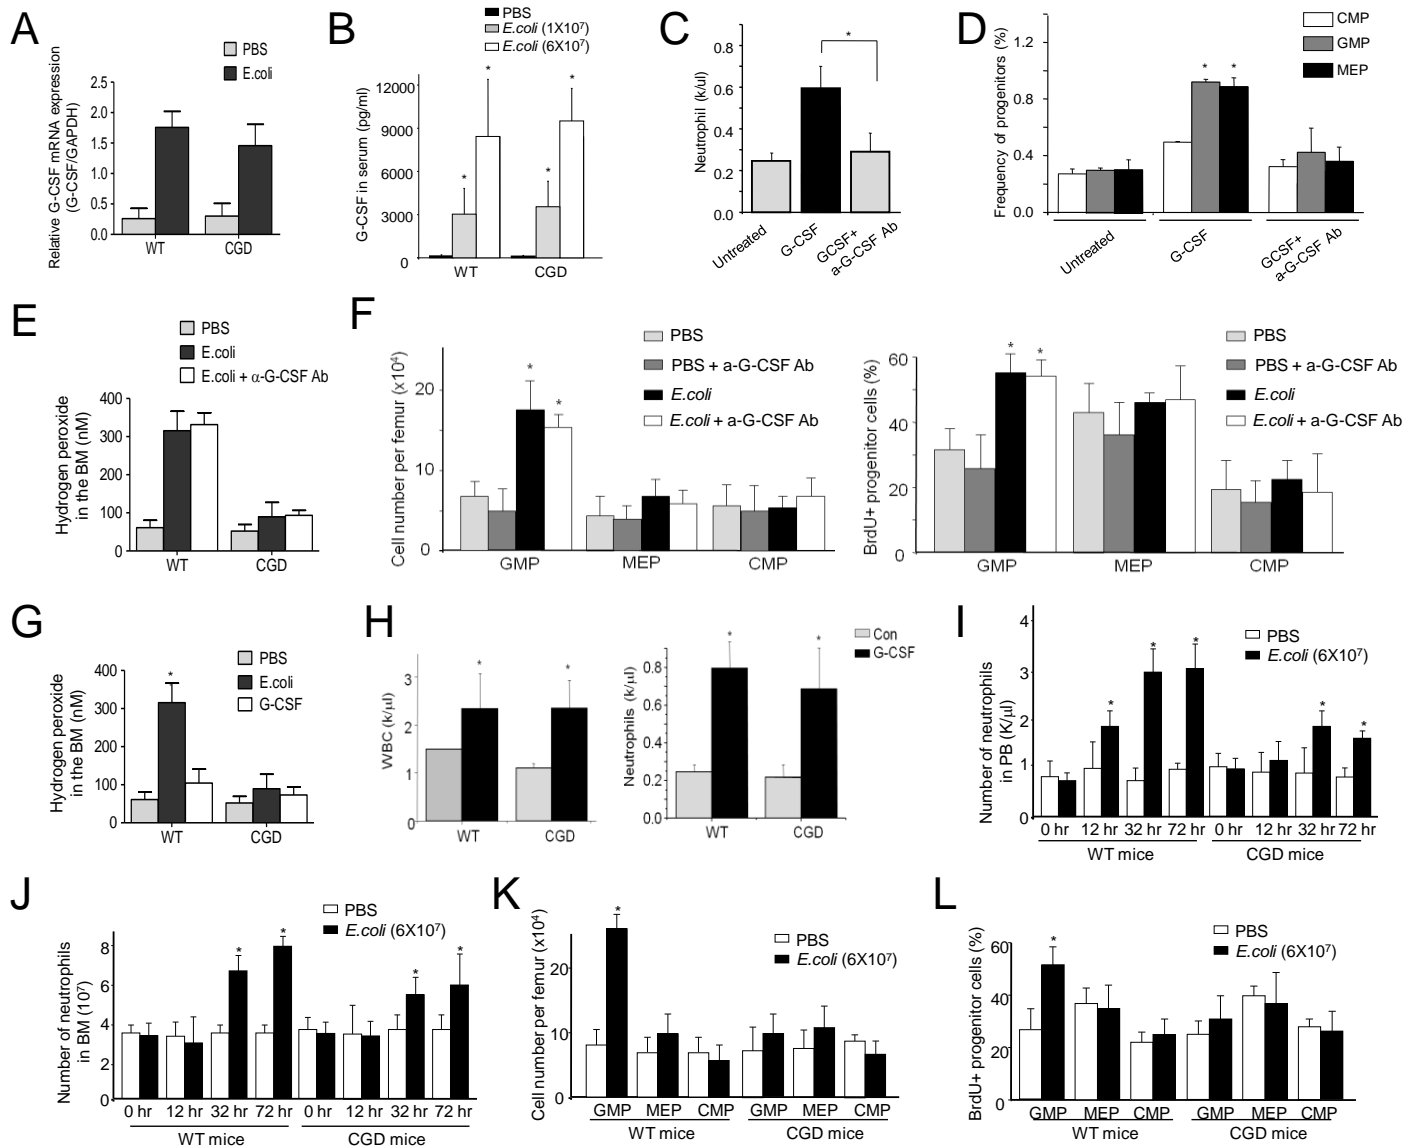 A
PBS
E.coli
Relative G-CSF mRNA expression
(G-CSF/GAPDH)
2.5
2.0
1.5
1.0
0.5
0.0
WT CGD
B
PBS
E.coli (1X10⁷)
E.coli (6X10⁷)
G-CSF in serum (pg/ml)
12000
9000
6000
3000
0
* * * *
WT CGD
C
Neutrophil (k/ul)
0.8
0.6
0.4
0.2
0.0
*
Untreated
G-CSF
GCSF+
a-G-CSF Ab
D
CMP
GMP
MEP
Frequency of progenitors (%)
1.2
0.8
0.4
0.0
* *
Untreated
G-CSF
GCSF+
a-G-CSF Ab
E
PBS
E.coli
E.coli + α-G-CSF Ab
Hydrogen peroxide
in the BM (nM)
400
300
200
100
0
WT CGD
F
PBS
PBS + a-G-CSF Ab
E.coli
E.coli + a-G-CSF Ab
Cell number per femur (x10⁴)
20
10
0
* *
GMP MEP CMP
PBS
PBS + a-G-CSF Ab
E.coli
E.coli + a-G-CSF Ab
BrdU+ progenitor cells (%)
60
40
20
0
* *
GMP MEP CMP
G
PBS
E.coli
G-CSF
Hydrogen peroxide
in the BM (nM)
400
300
200
100
0
*
WT CGD
H
WBC (k/µl)
3
2
1
0
* *
WT CGD
Con
G-CSF
Neutrophils (k/µl)
0.8
0.6
0.4
0.2
0.0
* *
WT CGD
I
PBS
E.coli (6X10⁷)
Number of neutrophils
in PB (K/µl)
4
3
2
1
0
* * * * *
0 hr 12 hr 32 hr 72 hr 0 hr 12 hr 32 hr 72 hr
WT mice CGD mice
J
PBS
E.coli (6X10⁷)
Number of neutrophils
in BM (10⁷)
8
6
4
2
0
* * * *
0 hr 12 hr 32 hr 72 hr 0 hr 12 hr 32 hr 72 hr
WT mice CGD mice
K
PBS
E.coli (6X10⁷)
Cell number per femur (x10⁴)
20
10
0
*
GMP MEP CMP GMP MEP CMP
WT mice CGD mice
L
PBS
E.coli (6X10⁷)
BrdU+ progenitor cells (%)
60
40
20
0
*
GMP MEP CMP GMP MEP CMP
WT mice CGD mice